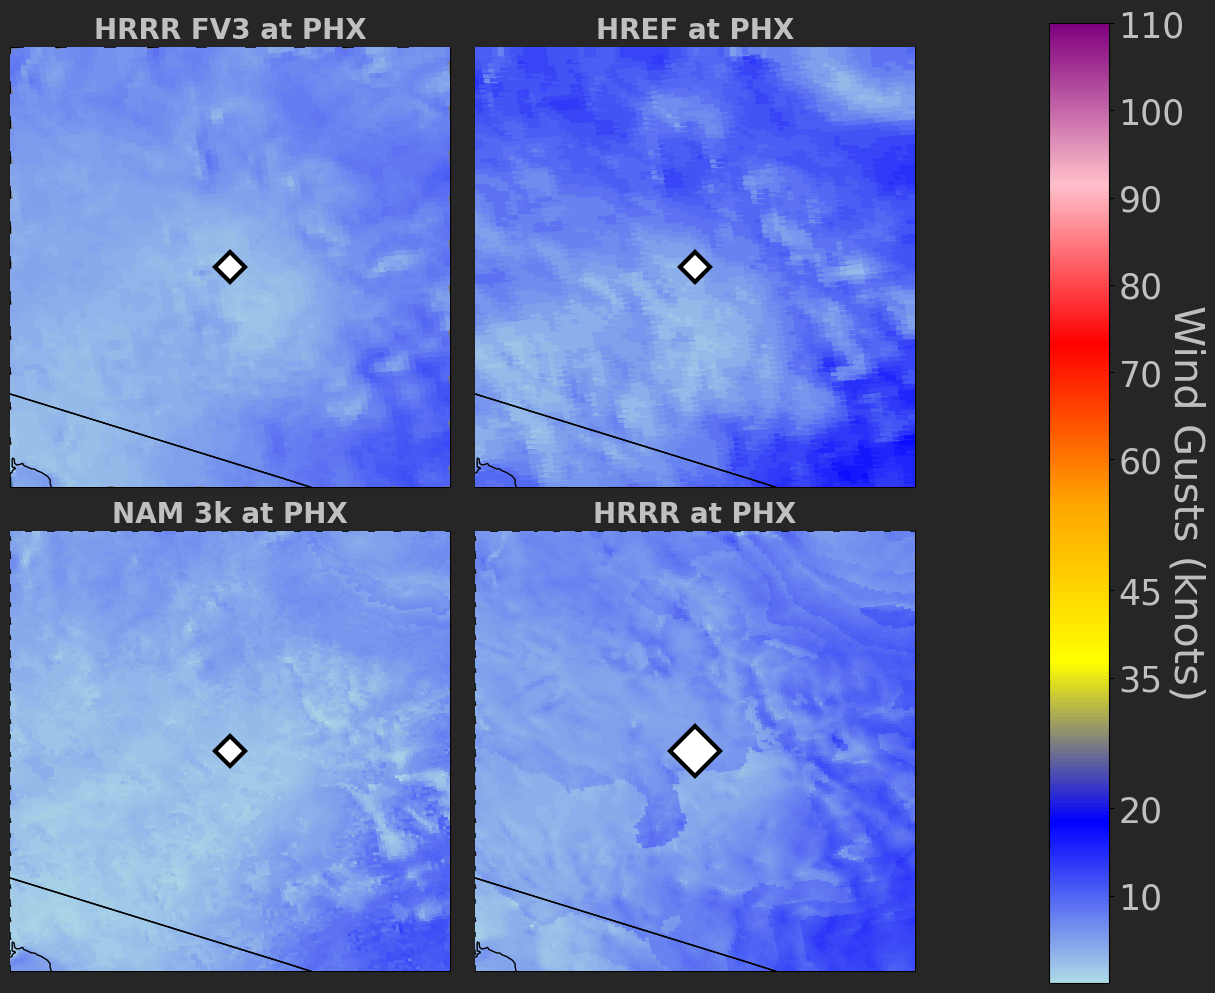 HRRR FV3 at PHX
HREF at PHX
NAM 3k at PHX
HRRR at PHX
110
100
90
80
70
60
45
35
20
10
Wind Gusts (knots)